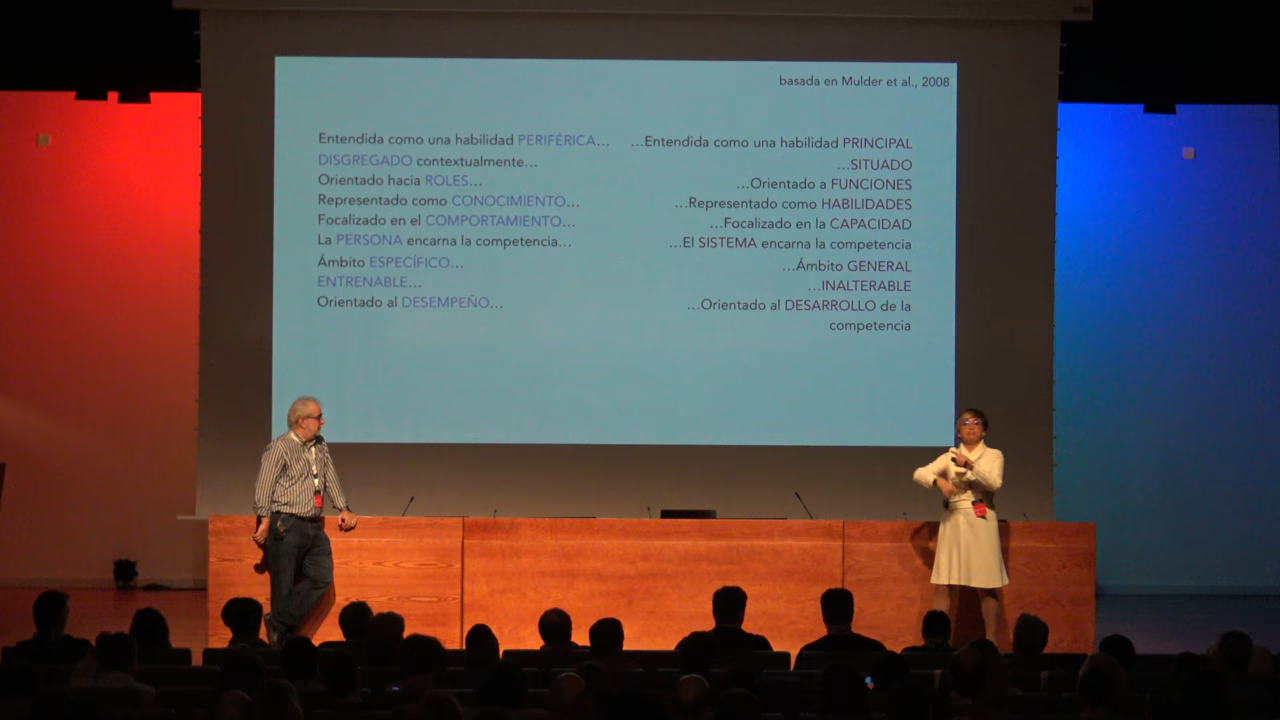 basada en Mulder et al., 2008
Entendida como una habilidad PERIFÉRICA…
DISGREGADO contextualmente…
Orientado hacia ROLES…
Representado como CONOCIMIENTO…
Focalizado en el COMPORTAMIENTO…
La PERSONA encarna la competencia…
Ámbito ESPECÍFICO…
ENTRENABLE…
Orientado al DESEMPEÑO…
…Entendida como una habilidad PRINCIPAL
…SITUADO
…Orientado a FUNCIONES
…Representado como HABILIDADES
…Focalizado en la CAPACIDAD
…El SISTEMA encarna la competencia
…Ámbito GENERAL
…INALTERABLE
…Orientado al DESARROLLO de la
competencia